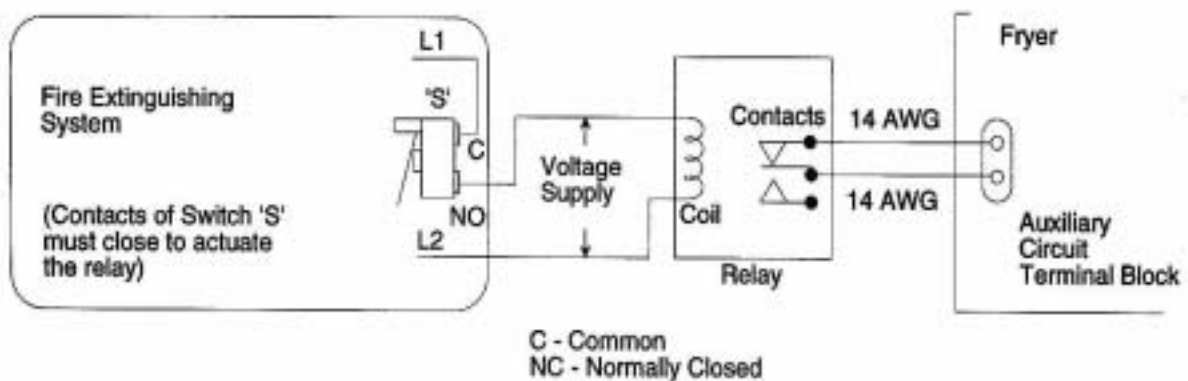 Fire Extinguishing
System
(Contacts of Switch 'S'
must close to actuate
the relay)
L1
'S'
C
NO
L2
Voltage
Supply
Coil
Contacts
Relay
14 AWG
14 AWG
Fryer
Auxiliary
Circuit
Terminal Block
C - Common
NC - Normally Closed